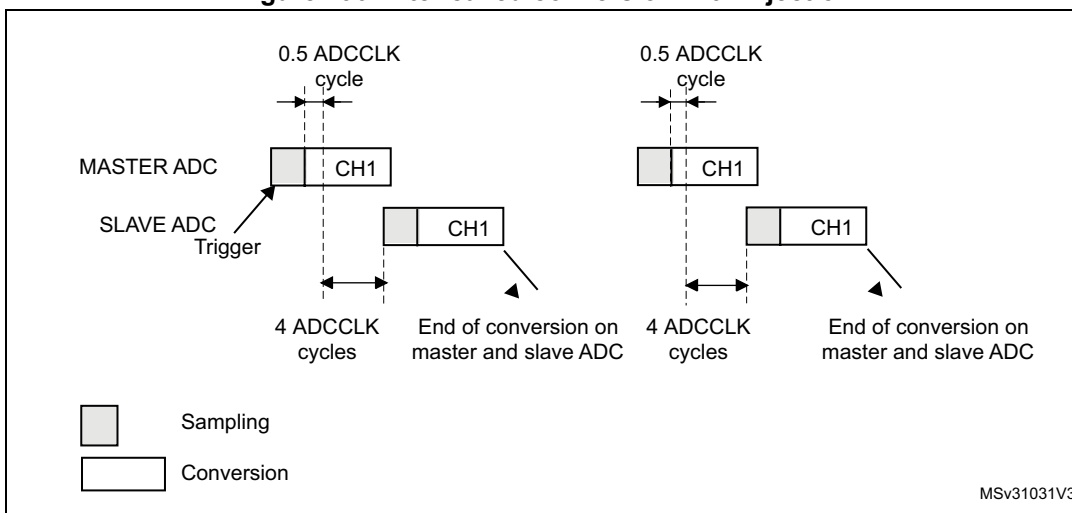 0.5 ADCCLK
cycle
0.5 ADCCLK
cycle
MASTER ADC
CH1
CH1
SLAVE ADC
CH1
CH1
Trigger
4 ADCCLK
cycles
End of conversion on
master and slave ADC
4 ADCCLK
cycles
End of conversion on
master and slave ADC
Sampling
Conversion
MSv31031V3